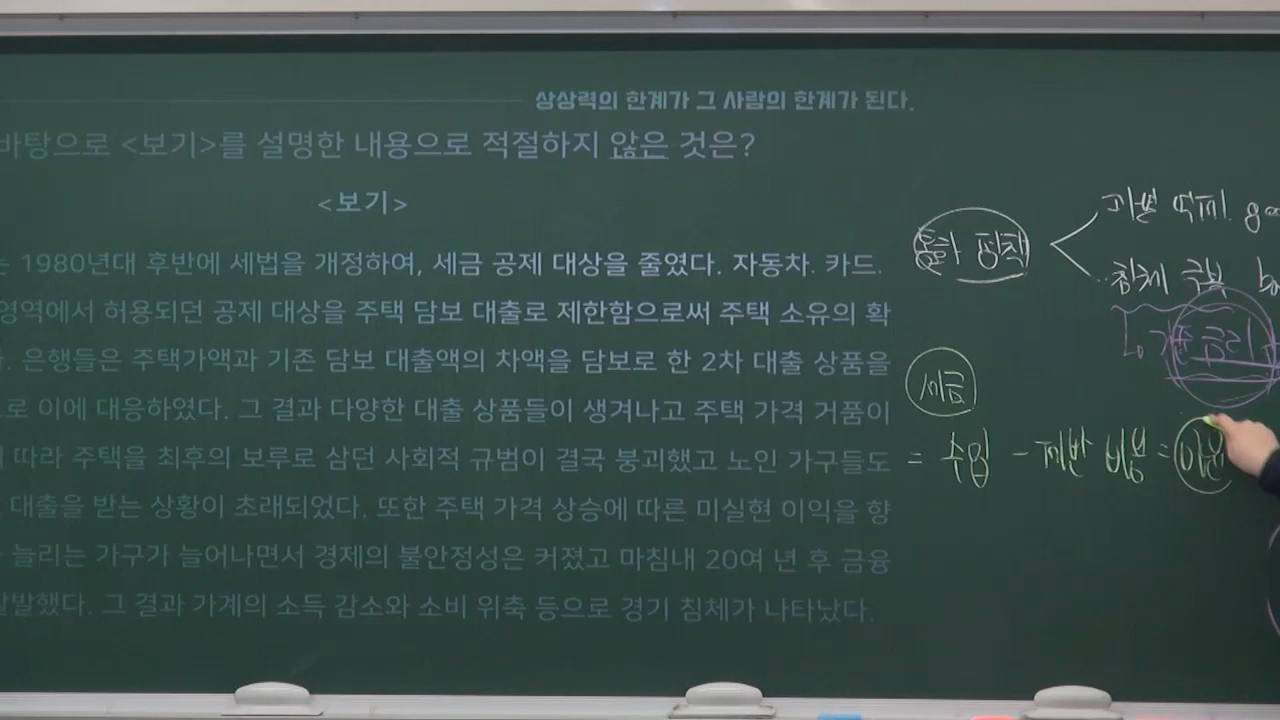 상상력의 한계가 그 사람의 한계가 된다.
바탕으로 <보기>를 설명한 내용으로 적절하지 않은 것은?
<보기>
는 1980년대 후반에 세법을 개정하여, 세금 공제 대상을 줄였다. 자동차. 카드.
영역에서 허용되던 공제 대상을 주택 담보 대출로 제한함으로써 주택 소유의 확
. 은행들은 주택가액과 기존 담보 대출액의 차액을 담보로 한 2차 대출 상품을
로 이에 대응하였다. 그 결과 다양한 대출 상품들이 생겨나고 주택 가격 거품이
따라 주택을 최후의 보루로 삼던 사회적 규범이 결국 붕괴했고 노인 가구들도
대출을 받는 상황이 초래되었다. 또한 주택 가격 상승에 따른 미실현 이익을 향
늘리는 가구가 늘어나면서 경제의 불안정성은 커졌고 마침내 20여 년 후 금융
발했다. 그 결과 가계의 소득 감소와 소비 위축 등으로 경기 침체가 나타났다.
통화 정책
침체 극복
금리
세금
= 수입 - 제반 비용 =